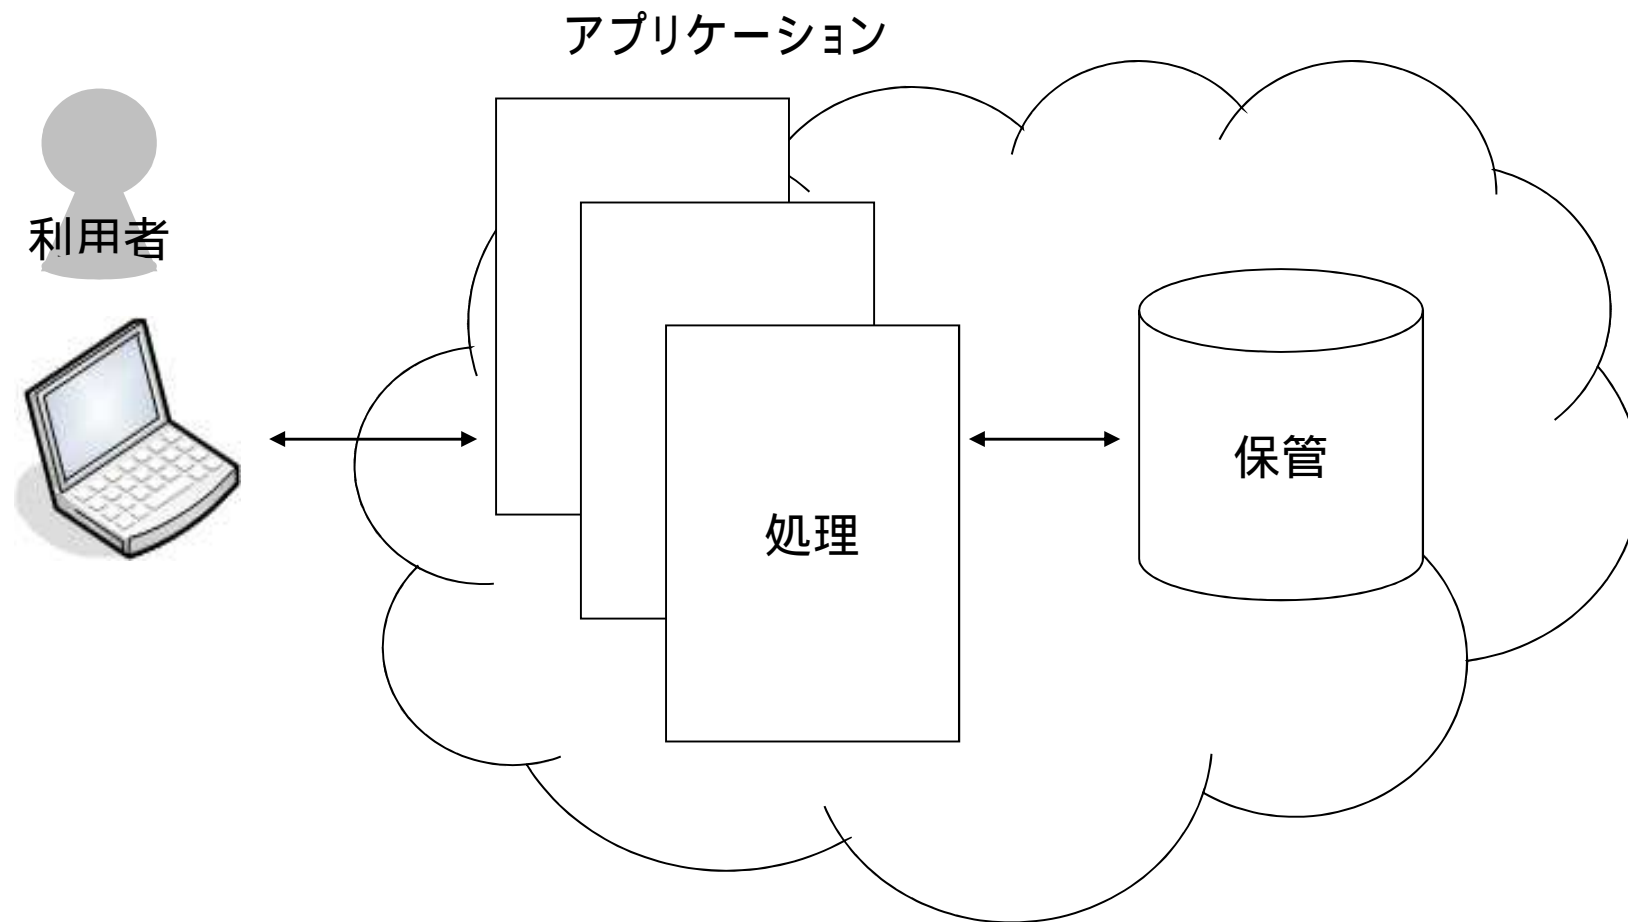 アプリケーション
利用者
保管
処理